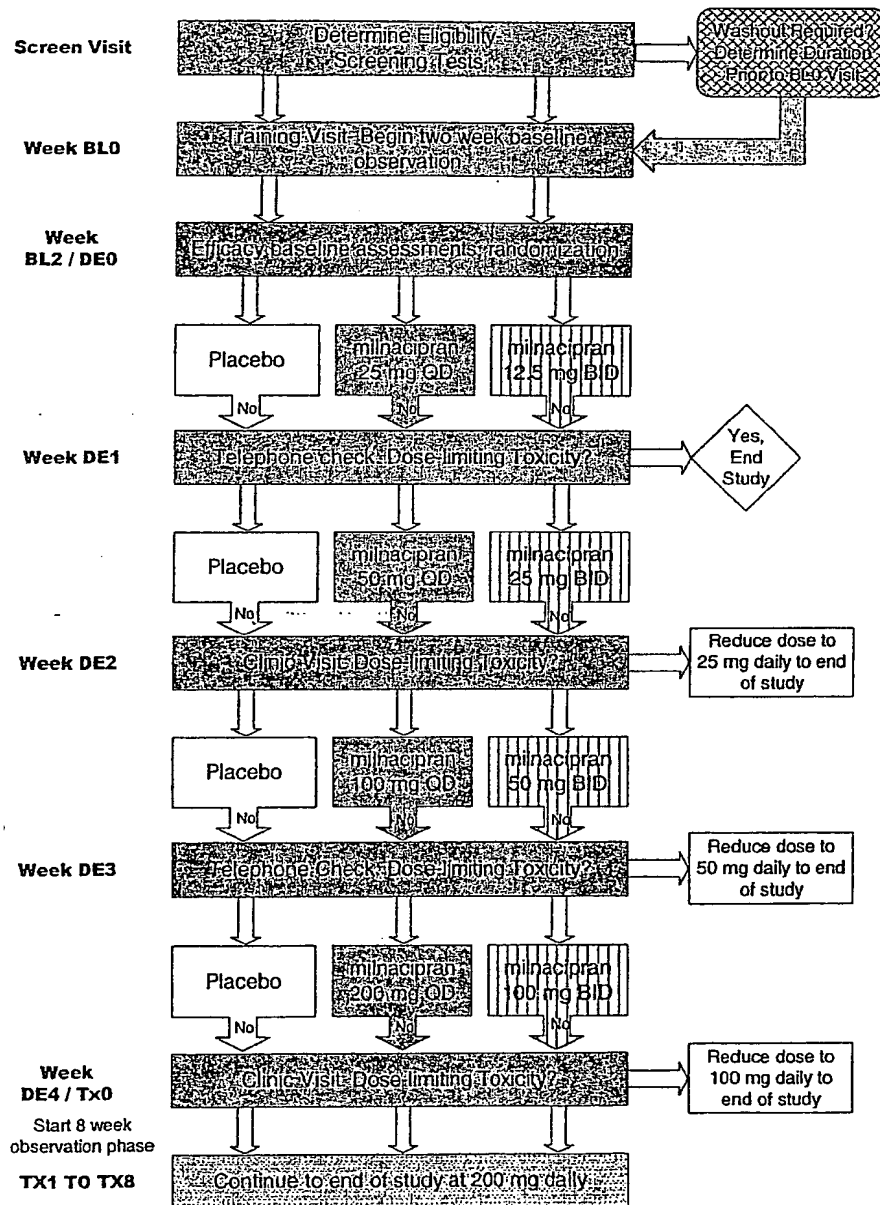 Screen Visit
Determine Eligibility
Screening Tests
Washout Required?
Determine Duration
Prior to BL0 Visit
Week BL0
Training Visit. Begin two week baseline
observation
Week
BL2 / DE0
Efficacy baseline assessments, randomization
Placebo
milnacipran
25 mg QD
milnacipran
12.5 mg BID
No
No
No
Week DE1
Telephone check. Dose-limiting Toxicity?
Yes,
End
Study
Placebo
milnacipran
50 mg QD
milnacipran
25 mg BID
No
No
No
Week DE2
Clinic Visit. Dose-limiting Toxicity?
Reduce dose to
25 mg daily to end
of study
Placebo
milnacipran
100 mg QD
milnacipran
50 mg BID
No
No
No
Week DE3
Telephone Check. Dose-limiting Toxicity?
Reduce dose to
50 mg daily to end
of study
Placebo
milnacipran
200 mg QD
milnacipran
100 mg BID
No
No
No
Week
DE4 / Tx0
Clinic Visit. Dose-limiting Toxicity?
Reduce dose to
100 mg daily to
end of study
Start 8 week
observation phase
TX1 TO TX8
Continue to end of study at 200 mg daily